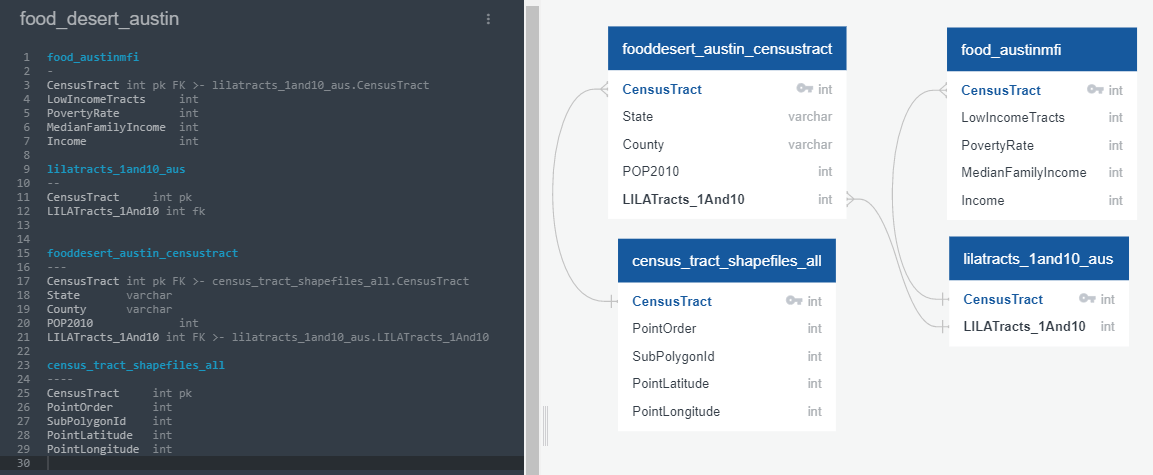 food_desert_austin
1 food_austinmfi
2 -
3 CensusTract int pk FK >- lilatracts_1and10_aus.CensusTract
4 LowIncomeTracts int
5 PovertyRate int
6 MedianFamilyIncome int
7 Income int
8
9 lilatracts_1and10_aus
10 --
11 CensusTract int pk
12 LILATracts_1And10 int fk
13
14
15 fooddesert_austin_censustract
16 ---
17 CensusTract int pk FK >- census_tract_shapefiles_all.CensusTract
18 State varchar
19 County varchar
20 POP2010 int
21 LILATracts_1And10 int FK >- lilatracts_1and10_aus.LILATracts_1And10
22
23 census_tract_shapefiles_all
24 ----
25 CensusTract int pk
26 PointOrder int
27 SubPolygonId int
28 PointLatitude int
29 PointLongitude int
30
fooddesert_austin_censustract
CensusTract int
State varchar
County varchar
POP2010 int
LILATracts_1And10 int
census_tract_shapefiles_all
CensusTract int
PointOrder int
SubPolygonId int
PointLatitude int
PointLongitude int
food_austinmfi
CensusTract int
LowIncomeTracts int
PovertyRate int
MedianFamilyIncome int
Income int
lilatracts_1and10_aus
CensusTract int
LILATracts_1And10 int